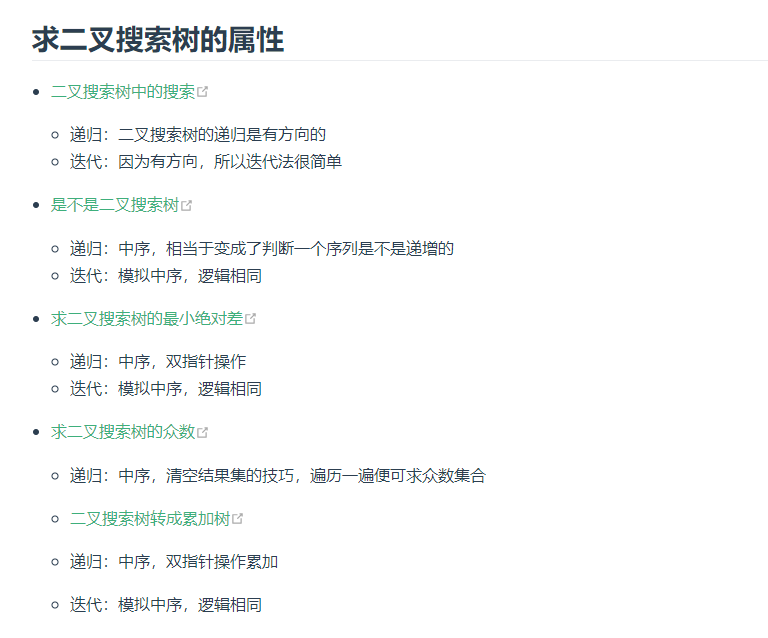 求二叉搜索树的属性
二叉搜索树中的搜索
递归：二叉搜索树的递归是有方向的
迭代：因为有方向，所以迭代法很简单
是不是二叉搜索树
递归：中序，相当于变成了判断一个序列是不是递增的
迭代：模拟中序，逻辑相同
求二叉搜索树的最小绝对差
递归：中序，双指针操作
迭代：模拟中序，逻辑相同
求二叉搜索树的众数
递归：中序，清空结果集的技巧，遍历一遍便可求众数集合
二叉搜索树转成累加树
递归：中序，双指针操作累加
迭代：模拟中序，逻辑相同